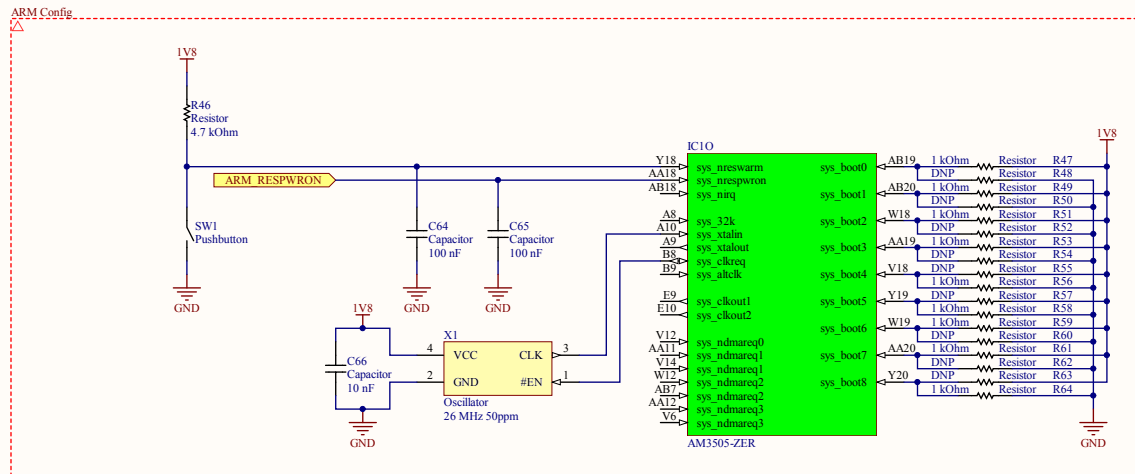 ARM Config
1V8
R46
Resistor
4.7 kOhm
ARM_RESPWRON
SW1
Pushbutton
GND
C64
Capacitor
100 nF
GND
C65
Capacitor
100 nF
GND
1V8
C66
Capacitor
10 nF
GND
X1
4 VCC CLK 3
2 GND #EN 1
Oscillator
26 MHz 50ppm
IC1O
Y18 sys_nreswarm
AA18 sys_nrespwron
AB18 sys_nirq
A8 sys_32k
A10 sys_xtalin
A9 sys_xtalout
B8 sys_clkreq
B9 sys_altclk
E9 sys_clkout1
E10 sys_clkout2
V12 sys_ndmareq0
AA11 sys_ndmareq1
V14 sys_ndmareq1
W12 sys_ndmareq2
AB7 sys_ndmareq2
AA12 sys_ndmareq3
V6 sys_ndmareq3
AM3505-ZER
1V8
sys_boot0 AB19 1 kOhm Resistor R47
DNP Resistor R48
sys_boot1 AB20 1 kOhm Resistor R49
DNP Resistor R50
sys_boot2 W18 1 kOhm Resistor R51
DNP Resistor R52
sys_boot3 AA19 1 kOhm Resistor R53
DNP Resistor R54
sys_boot4 V18 DNP Resistor R55
1 kOhm Resistor R56
sys_boot5 Y19 DNP Resistor R57
1 kOhm Resistor R58
sys_boot6 W19 1 kOhm Resistor R59
DNP Resistor R60
sys_boot7 AA20 1 kOhm Resistor R61
DNP Resistor R62
sys_boot8 Y20 DNP Resistor R63
1 kOhm Resistor R64
GND